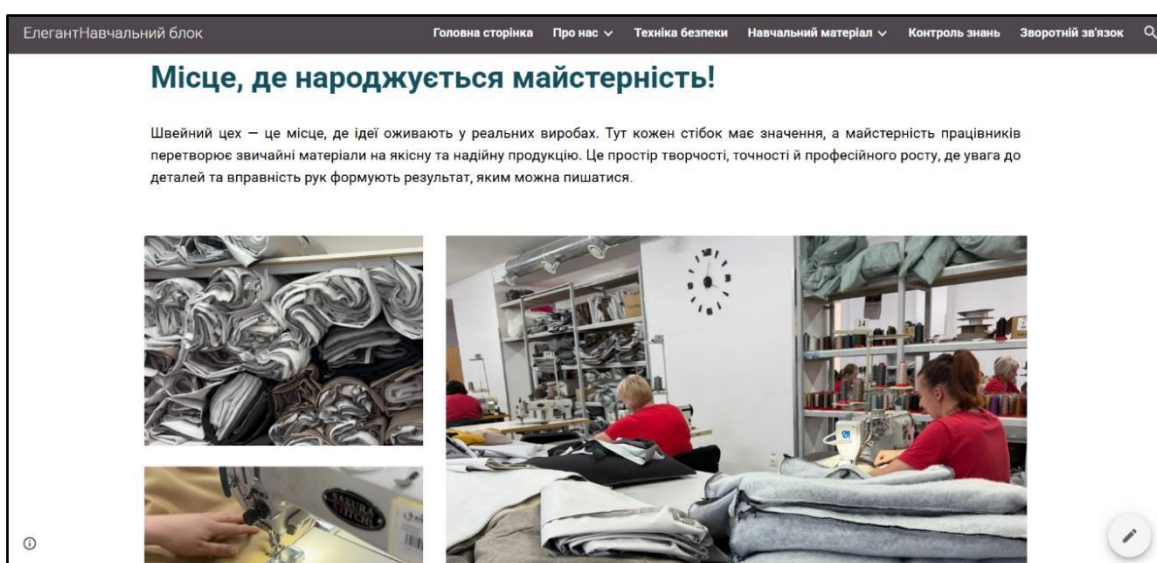 ЕлегантНавчальний блок
Головна сторінка Про нас Техніка безпеки Навчальний матеріал Контроль знань Зворотній зв'язок
Місце, де народжується майстерність!
Швейний цех — це місце, де ідеї оживають у реальних виробах. Тут кожен стібок має значення, а майстерність працівників
перетворює звичайні матеріали на якісну та надійну продукцію. Це простір творчості, точності й професійного росту, де увага до
деталей та вправність рук формують результат, яким можна пишатися.
SAKURA
STITCH